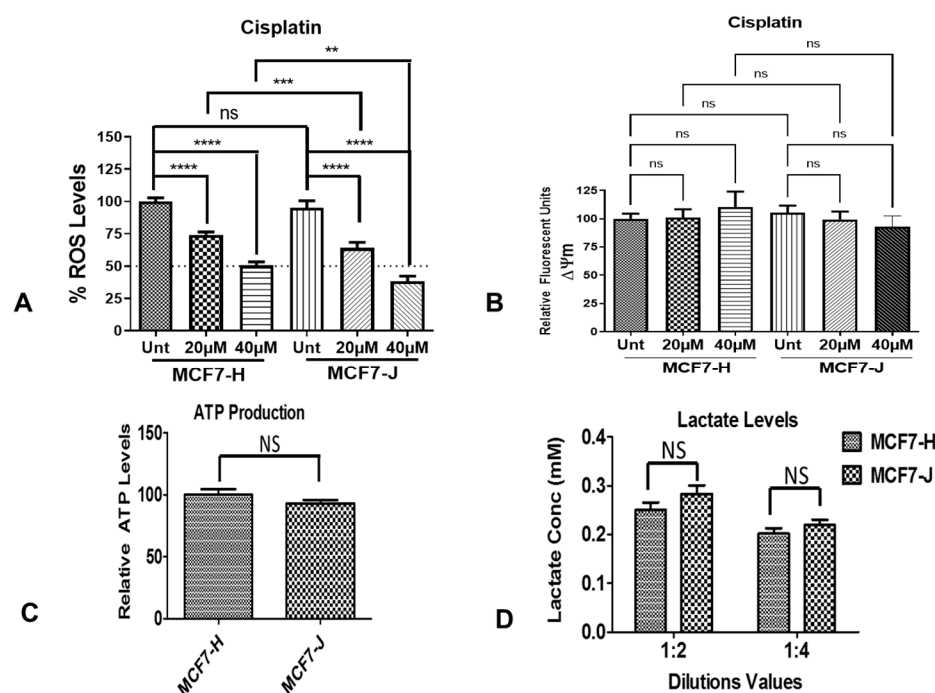 Cisplatin
**
***
ns
****
****
****
****
% ROS Levels
150
125
100
75
50
25
0
Unt 20µM 40µM Unt 20µM 40µM
MCF7-H MCF7-J
A
Cisplatin
ns
ns
ns
ns
ns
ns
ns
Relative Fluorescent Units
ΔΨm
125
100
75
50
25
0
Unt 20µM 40µM Unt 20µM 40µM
MCF7-H MCF7-J
B
ATP Production
NS
Relative ATP Levels
150
100
50
0
MCF7-H MCF7-J
C
Lactate Levels
MCF7-H
MCF7-J
NS NS
Lactate Conc (mM)
0.4
0.3
0.2
0.1
0.0
1:2 1:4
Dilutions Values
D